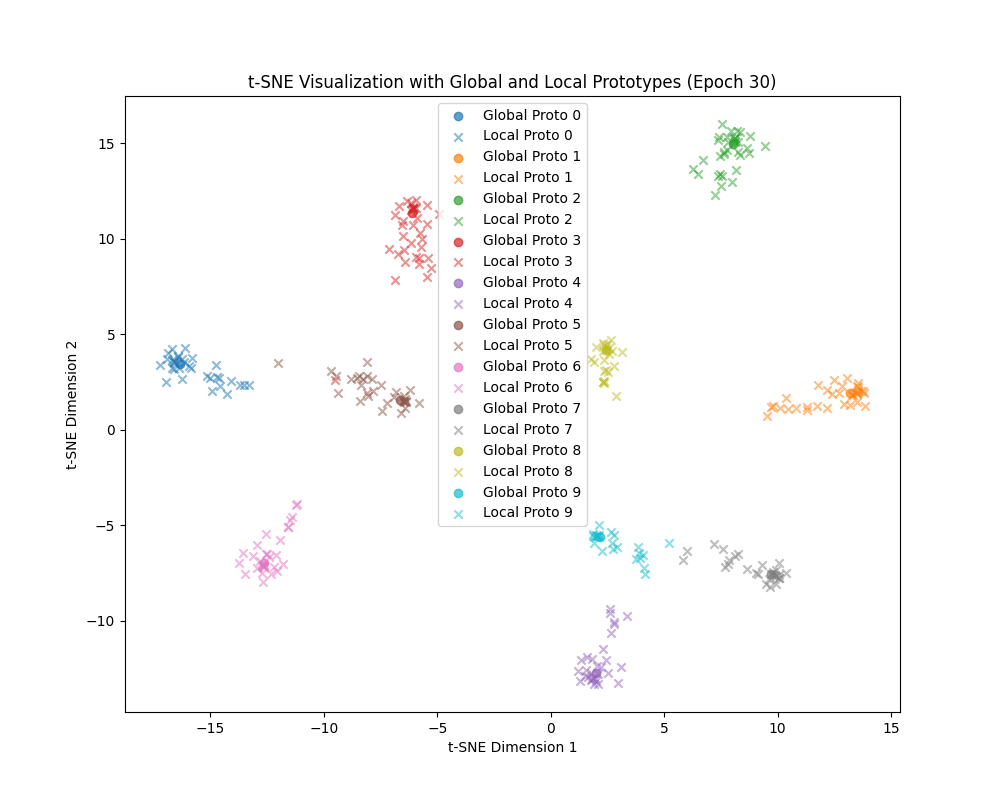 t-SNE Visualization with Global and Local Prototypes (Epoch 30)
Global Proto 0
Local Proto 0
Global Proto 1
Local Proto 1
Global Proto 2
Local Proto 2
Global Proto 3
Local Proto 3
Global Proto 4
Local Proto 4
Global Proto 5
Local Proto 5
Global Proto 6
Local Proto 6
Global Proto 7
Local Proto 7
Global Proto 8
Local Proto 8
Global Proto 9
Local Proto 9
t-SNE Dimension 2
15
10
5
0
−5
−10
−15
−10
−5
0
5
10
15
t-SNE Dimension 1